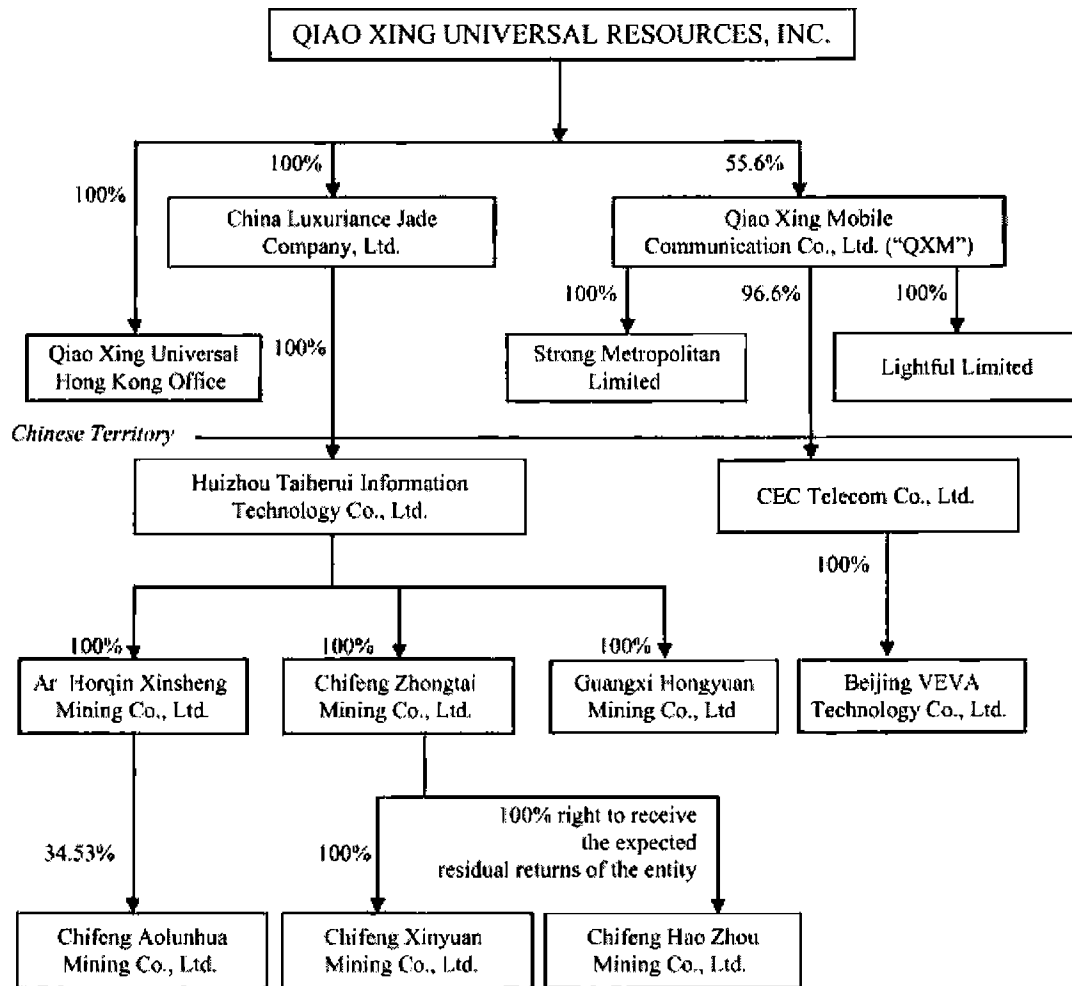 QIAO XING UNIVERSAL RESOURCES, INC.
100%
100%
55.6%
China Luxuriance Jade
Company, Ltd.
Qiao Xing Mobile
Communication Co., Ltd. (“QXM”)
100%
100%
96.6%
100%
Qiao Xing Universal
Hong Kong Office
Strong Metropolitan
Limited
Lightful Limited
Chinese Territory
Huizhou Taiherui Information
Technology Co., Ltd.
CEC Telecom Co., Ltd.
100%
100%
100%
100%
Ar Horqin Xinsheng
Mining Co., Ltd.
Chifeng Zhongtai
Mining Co., Ltd.
Guangxi Hongyuan
Mining Co., Ltd
Beijing VEVA
Technology Co., Ltd.
34.53%
100%
100% right to receive
the expected
residual returns of the entity
Chifeng Aolunhua
Mining Co., Ltd.
Chifeng Xinyuan
Mining Co., Ltd.
Chifeng Hao Zhou
Mining Co., Ltd.